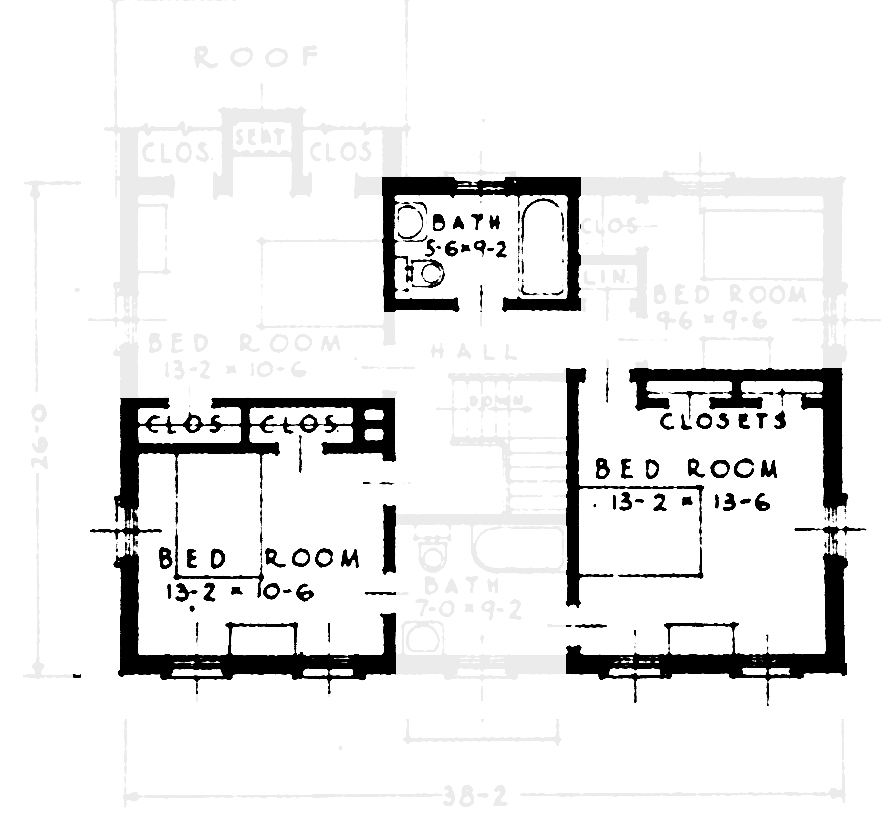 ROOF
CLOS.
SEAT
CLOS
BATH
5-6×9-2
CLOS
LIN.
BED ROOM
9-6 × 9-6
BED ROOM
13-2 × 10-6
HALL
DOWN
CLOS
CLOS.
CLOSETS
26-0
BED ROOM
13-2 × 13-6
BED ROOM
13-2 × 10-6
BATH
7-0×9-2
38-2